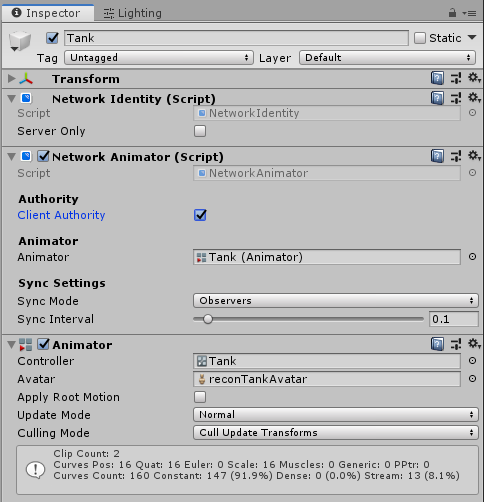 Inspector Lighting
Tank Static
Tag Untagged Layer Default
Transform
Network Identity (Script)
Script NetworkIdentity
Server Only
Network Animator (Script)
Script NetworkAnimator
Authority
Client Authority
Animator
Animator Tank (Animator)
Sync Settings
Sync Mode Observers
Sync Interval 0.1
Animator
Controller Tank
Avatar reconTankAvatar
Apply Root Motion
Update Mode Normal
Culling Mode Cull Update Transforms
Clip Count: 2
Curves Pos: 16 Quat: 16 Euler: 0 Scale: 16 Muscles: 0 Generic: 0 PPtr: 0
Curves Count: 160 Constant: 147 (91.9%) Dense: 0 (0.0%) Stream: 13 (8.1%)